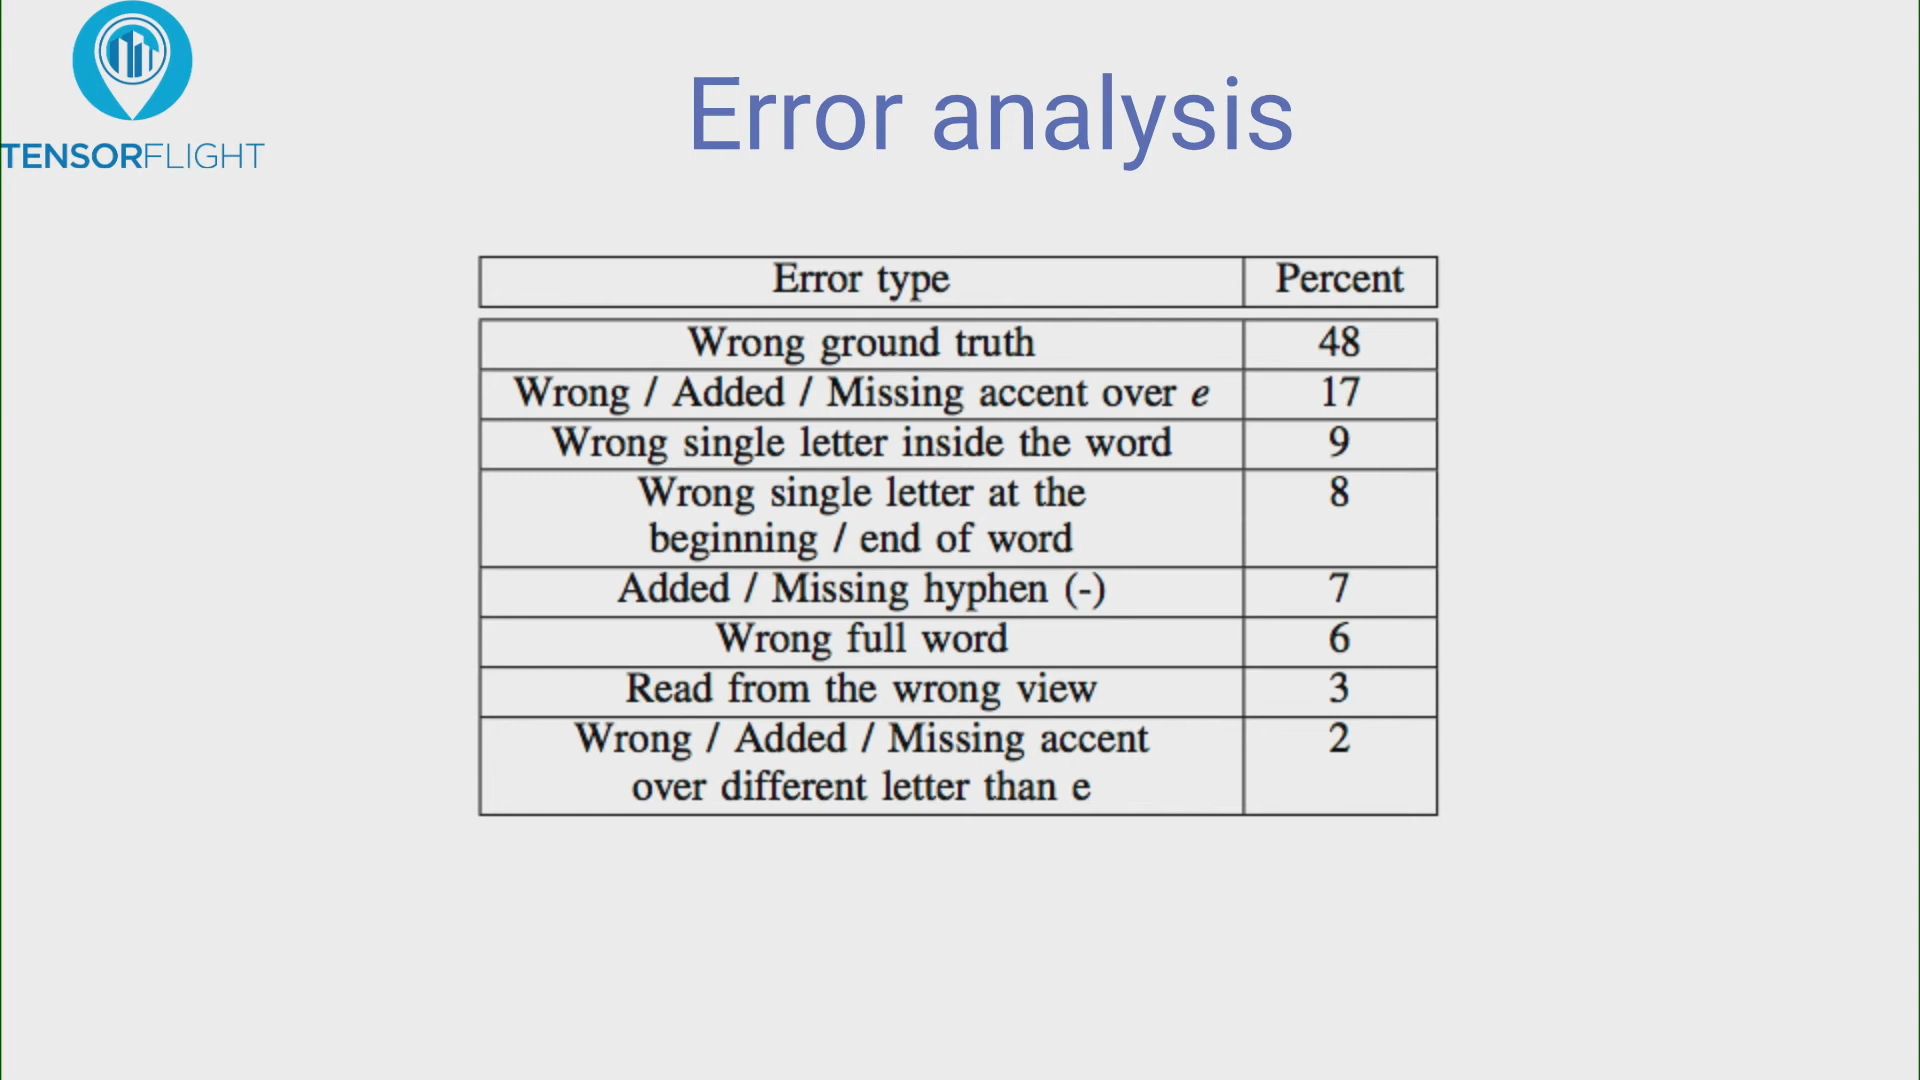 TENSORFLIGHT
Error analysis
Error type Percent
Wrong ground truth 48
Wrong / Added / Missing accent over e 17
Wrong single letter inside the word 9
Wrong single letter at the 8
beginning / end of word
Added / Missing hyphen (-) 7
Wrong full word 6
Read from the wrong view 3
Wrong / Added / Missing accent 2
over different letter than e